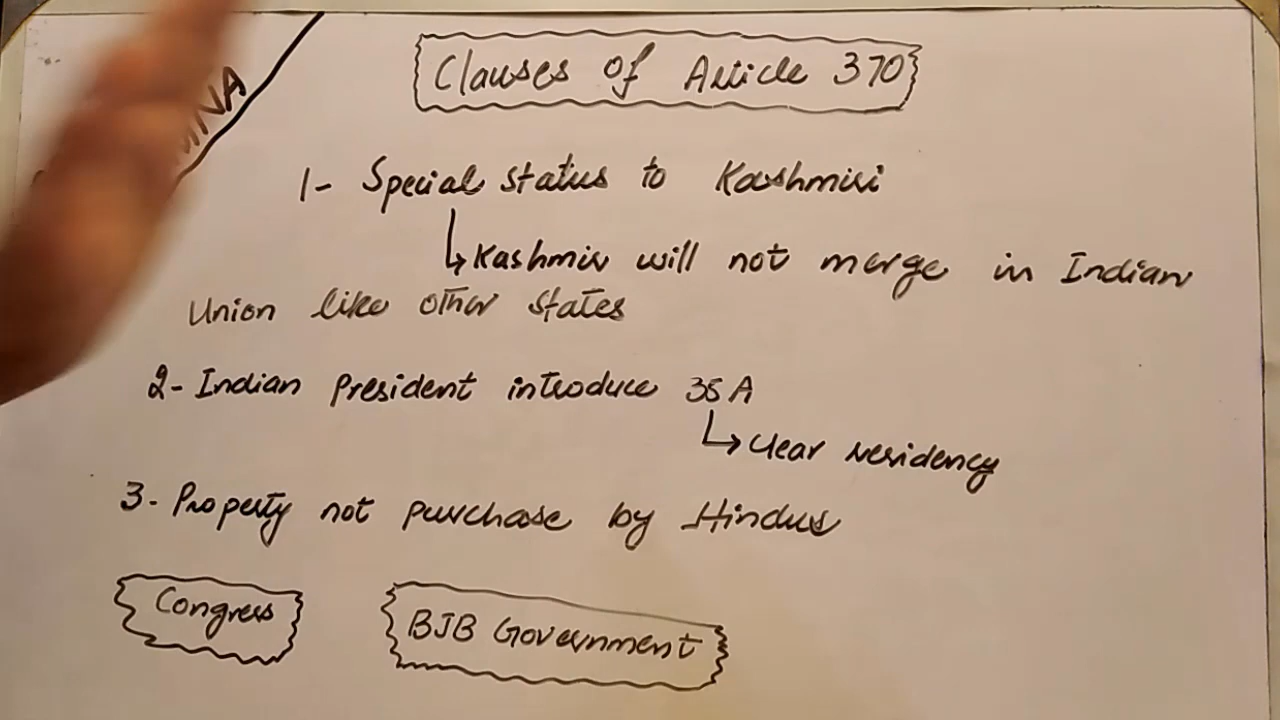 Clauses of Article 370
1- Special status to Kashmiri
Kashmir will not merge in Indian
Union like other states
2- Indian President introduce 35A
Clear residency
3- Property not purchase by Hindus
Congress
BJB Government